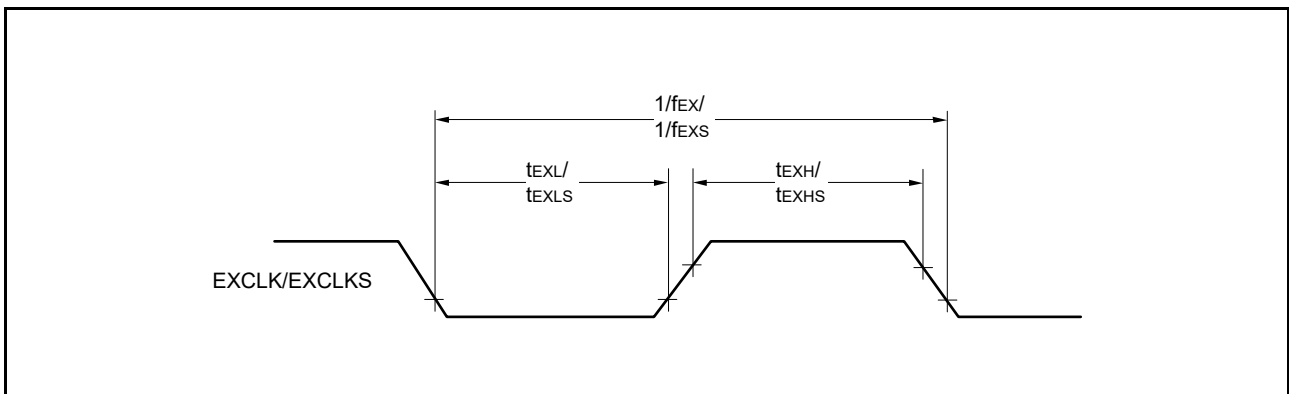 1/fEX/
1/fEXS
tEXL/
tEXLS
tEXH/
tEXHS
EXCLK/EXCLKS